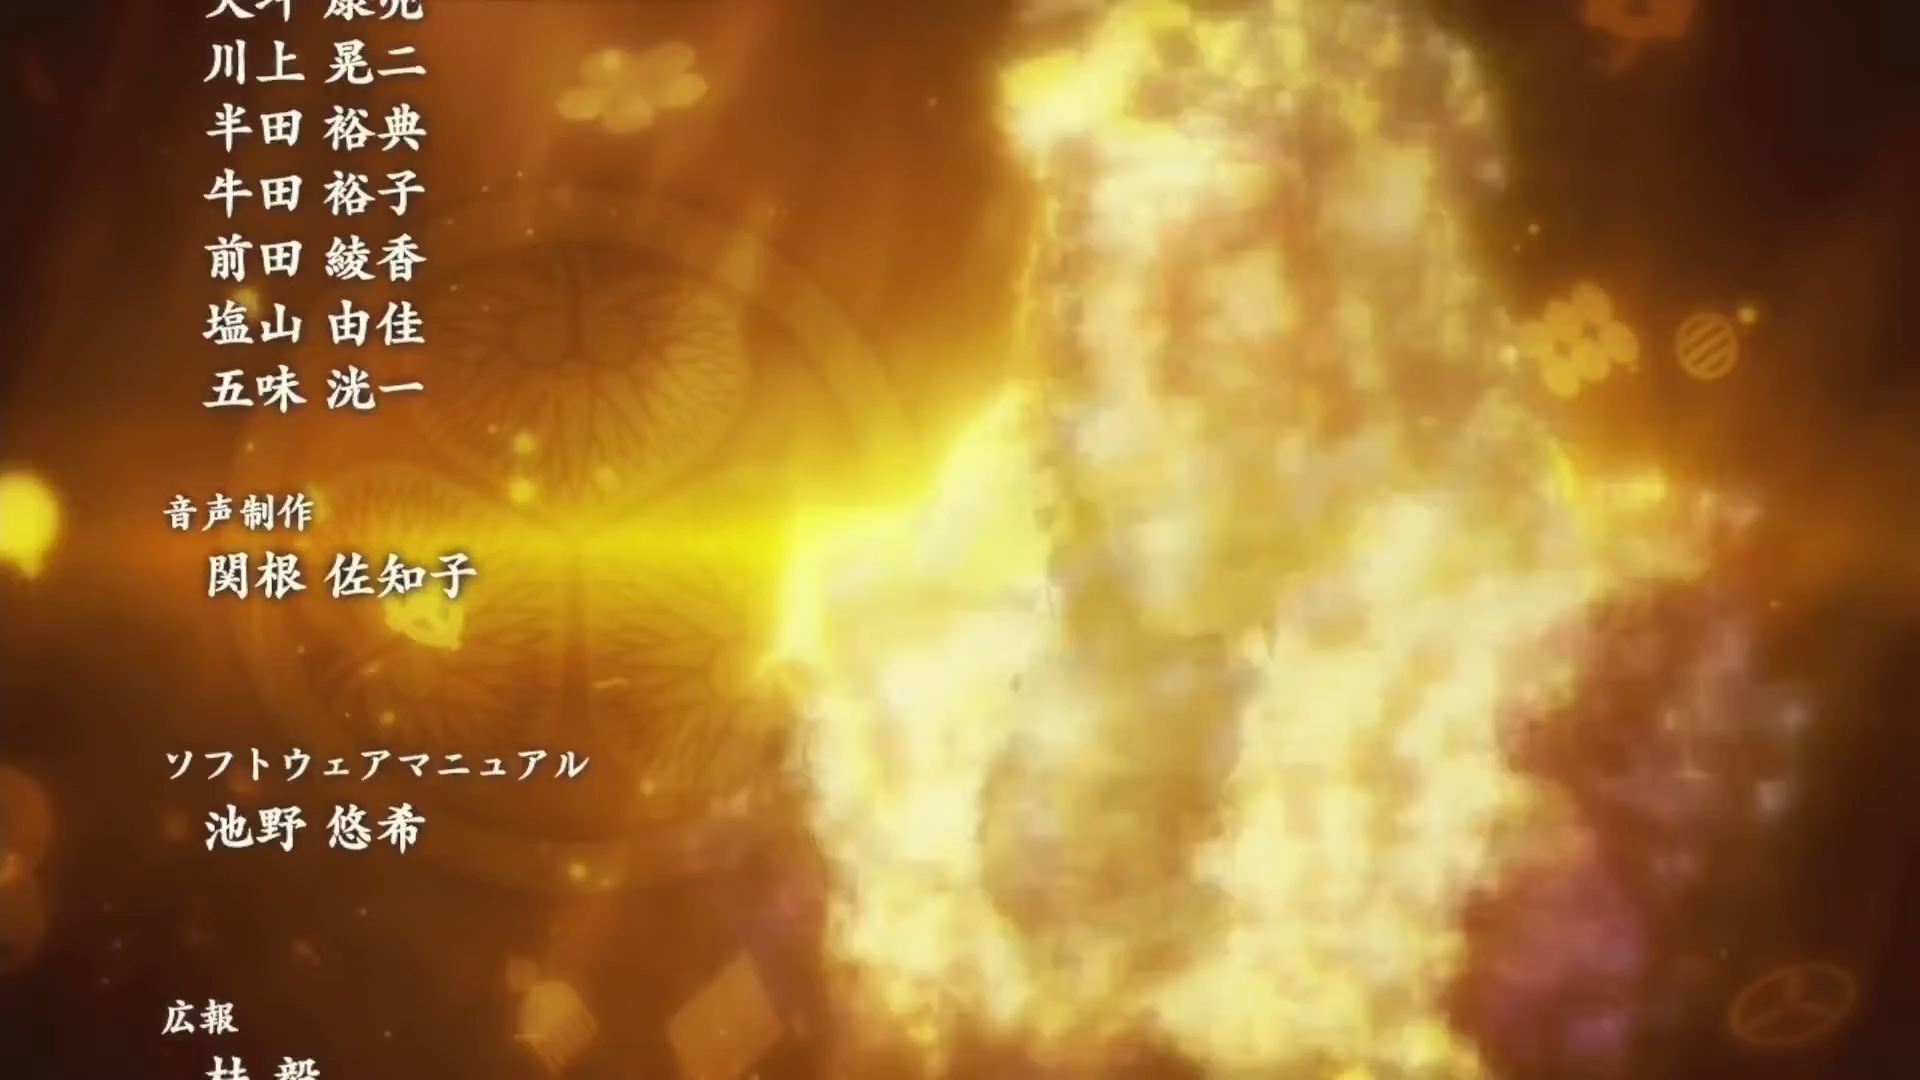 川上 晃二
半田 裕典
牛田 裕子
前田 綾香
塩山 由佳
五味 洸一
音声制作
関根 佐知子
ソフトウェアマニュアル
池野 悠希
広報